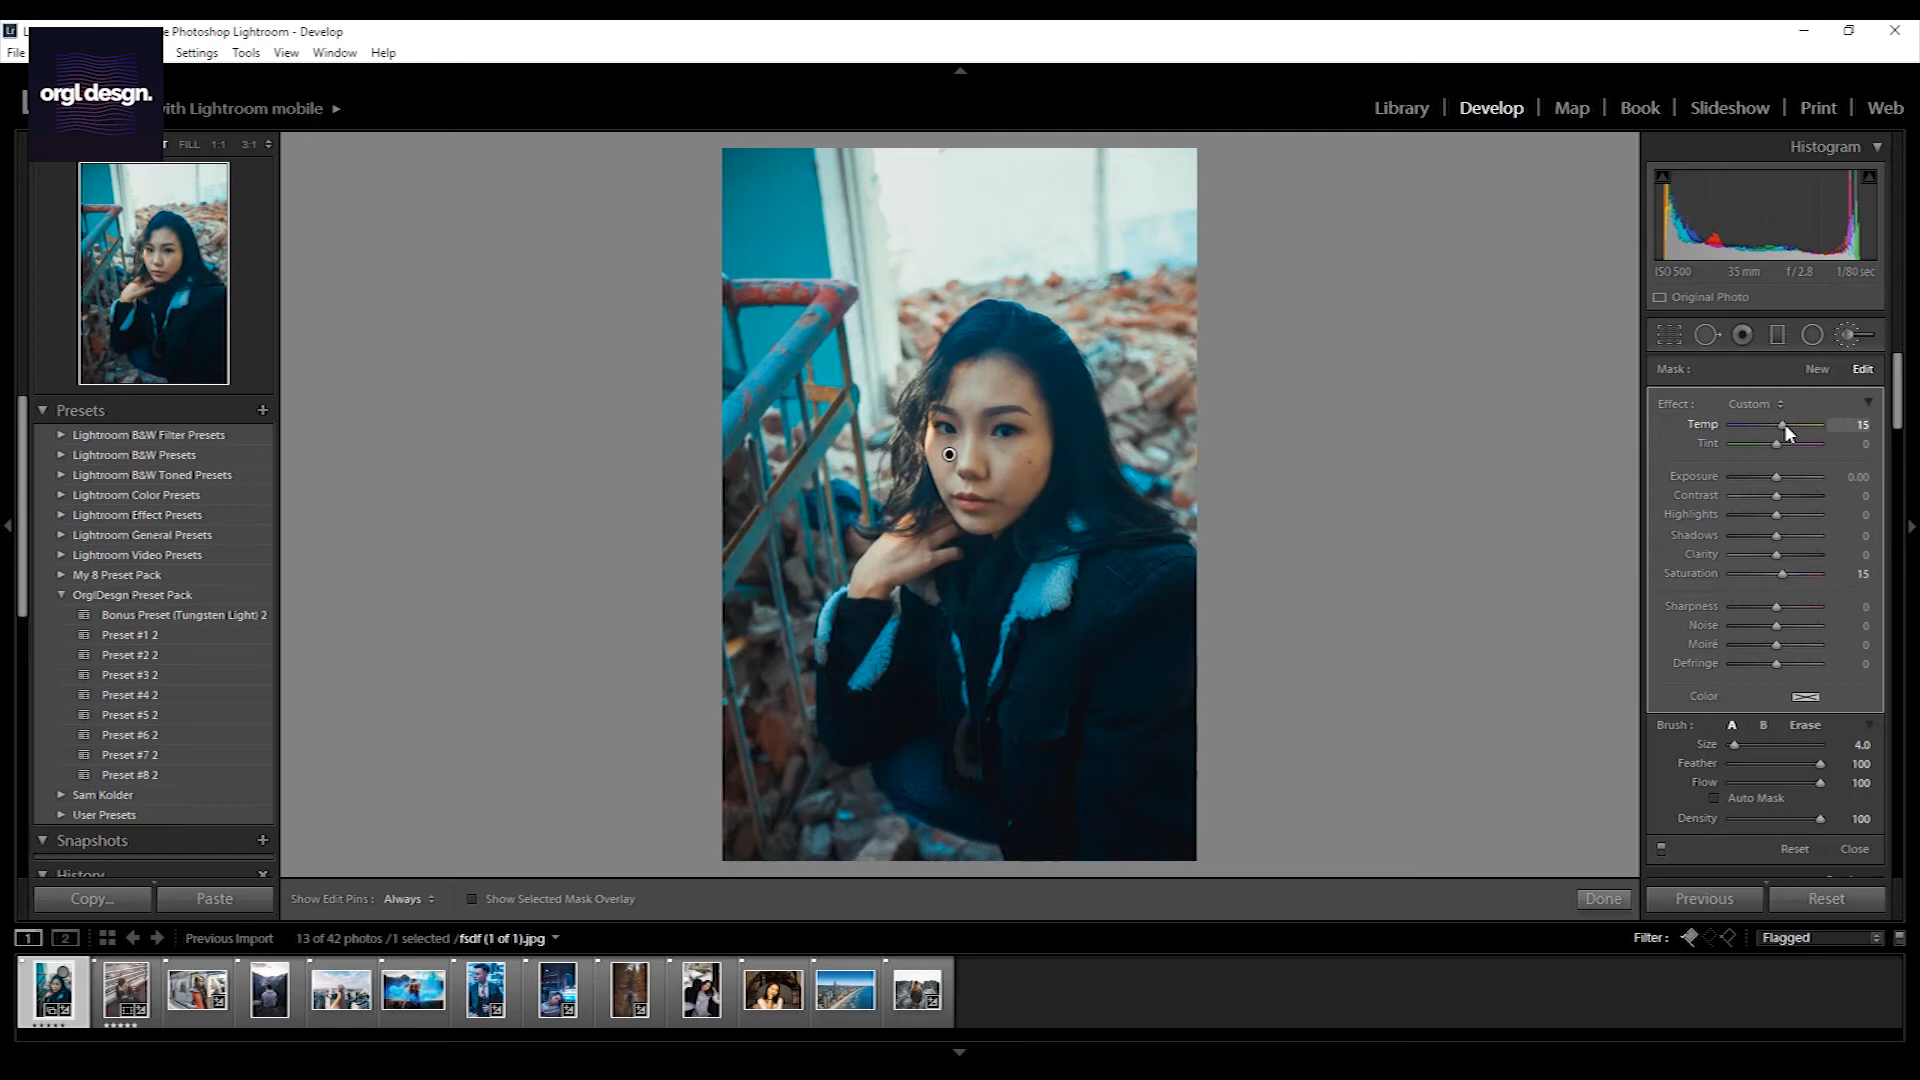 e Photoshop Lightroom - Develop
File
Settings
Tools
View
Window
Help
orgl desgn.
ith Lightroom mobile
Library
Develop
Map
Book
Slideshow
Print
Web
FILL
1:1
3:1
Histogram
ISO 500
35 mm
f / 2.8
1/80 sec
Original Photo
Mask :
New
Edit
Effect :
Custom
Temp
15
Tint
0
Exposure
0.00
Contrast
0
Highlights
0
Shadows
0
Clarity
0
Saturation
15
Sharpness
0
Noise
0
Moiré
0
Defringe
0
Color
Brush :
A
B
Erase
Size
4.0
Feather
100
Flow
100
Auto Mask
Density
100
Reset
Close
Previous
Reset
Presets
Lightroom B&W Filter Presets
Lightroom B&W Presets
Lightroom B&W Toned Presets
Lightroom Color Presets
Lightroom Effect Presets
Lightroom General Presets
Lightroom Video Presets
My 8 Preset Pack
OrglDesgn Preset Pack
Bonus Preset (Tungsten Light) 2
Preset #1 2
Preset #2 2
Preset #3 2
Preset #4 2
Preset #5 2
Preset #6 2
Preset #7 2
Preset #8 2
Sam Kolder
User Presets
Snapshots
History
Copy...
Paste
Show Edit Pins :
Always
Show Selected Mask Overlay
Done
1
2
Previous Import
13 of 42 photos /1 selected /fsdf (1 of 1).jpg
Filter :
Flagged